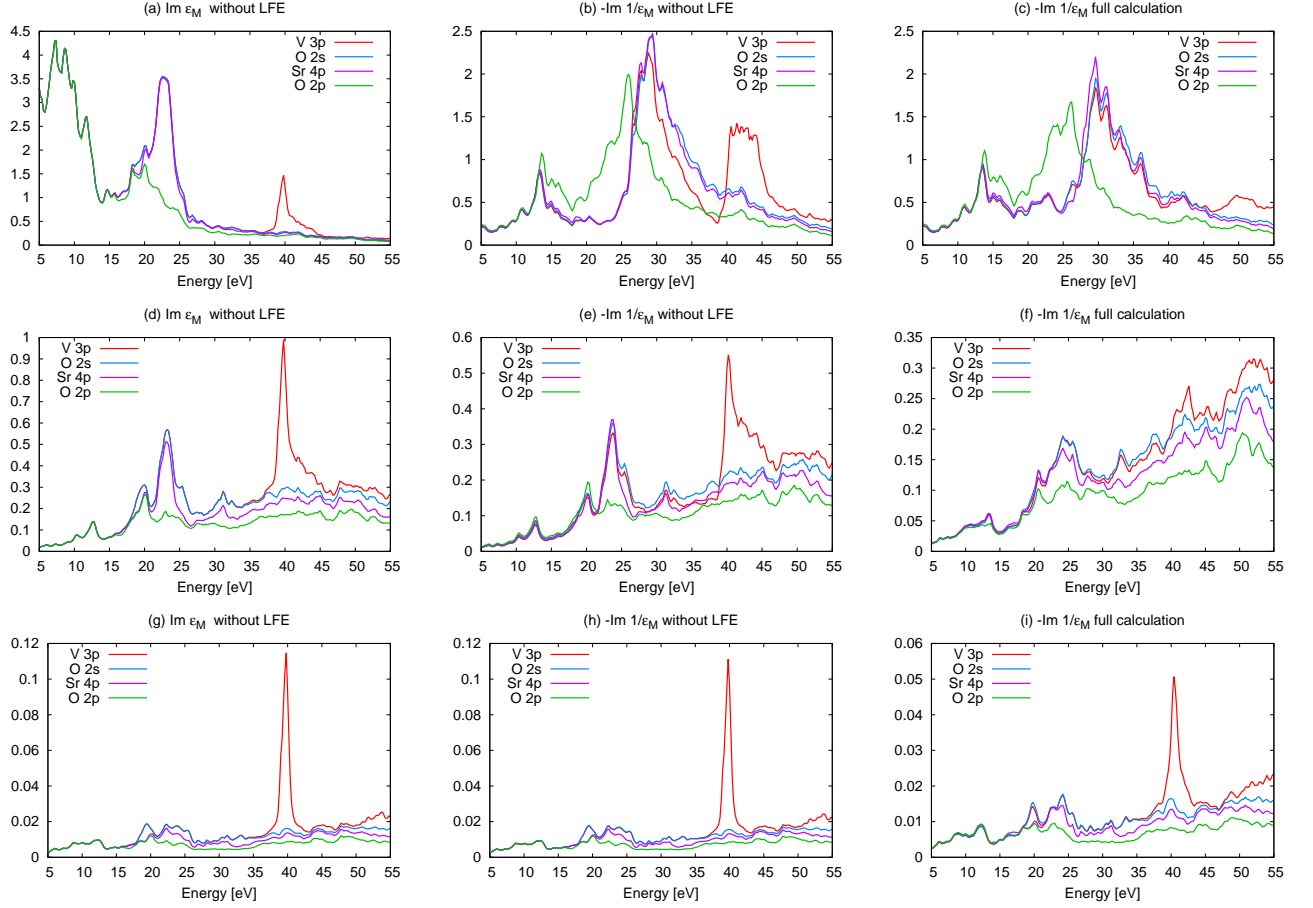 (a) Im ε_M without LFE
4.5
4
3.5
3
2.5
2
1.5
1
0.5
0
V 3p
O 2s
Sr 4p
O 2p
5 10 15 20 25 30 35 40 45 50 55
Energy [eV]
(b) -Im 1/ε_M without LFE
2.5
2
1.5
1
0.5
0
V 3p
O 2s
Sr 4p
O 2p
5 10 15 20 25 30 35 40 45 50 55
Energy [eV]
(c) -Im 1/ε_M full calculation
2.5
2
1.5
1
0.5
0
V 3p
O 2s
Sr 4p
O 2p
5 10 15 20 25 30 35 40 45 50 55
Energy [eV]
(d) Im ε_M without LFE
1
0.9
0.8
0.7
0.6
0.5
0.4
0.3
0.2
0.1
0
V 3p
O 2s
Sr 4p
O 2p
5 10 15 20 25 30 35 40 45 50 55
Energy [eV]
(e) -Im 1/ε_M without LFE
0.6
0.5
0.4
0.3
0.2
0.1
0
V 3p
O 2s
Sr 4p
O 2p
5 10 15 20 25 30 35 40 45 50 55
Energy [eV]
(f) -Im 1/ε_M full calculation
0.35
0.3
0.25
0.2
0.15
0.1
0.05
0
V 3p
O 2s
Sr 4p
O 2p
5 10 15 20 25 30 35 40 45 50 55
Energy [eV]
(g) Im ε_M without LFE
0.12
0.1
0.08
0.06
0.04
0.02
0
V 3p
O 2s
Sr 4p
O 2p
5 10 15 20 25 30 35 40 45 50 55
Energy [eV]
(h) -Im 1/ε_M without LFE
0.12
0.1
0.08
0.06
0.04
0.02
0
V 3p
O 2s
Sr 4p
O 2p
5 10 15 20 25 30 35 40 45 50 55
Energy [eV]
(i) -Im 1/ε_M full calculation
0.06
0.05
0.04
0.03
0.02
0.01
0
V 3p
O 2s
Sr 4p
O 2p
5 10 15 20 25 30 35 40 45 50 55
Energy [eV]